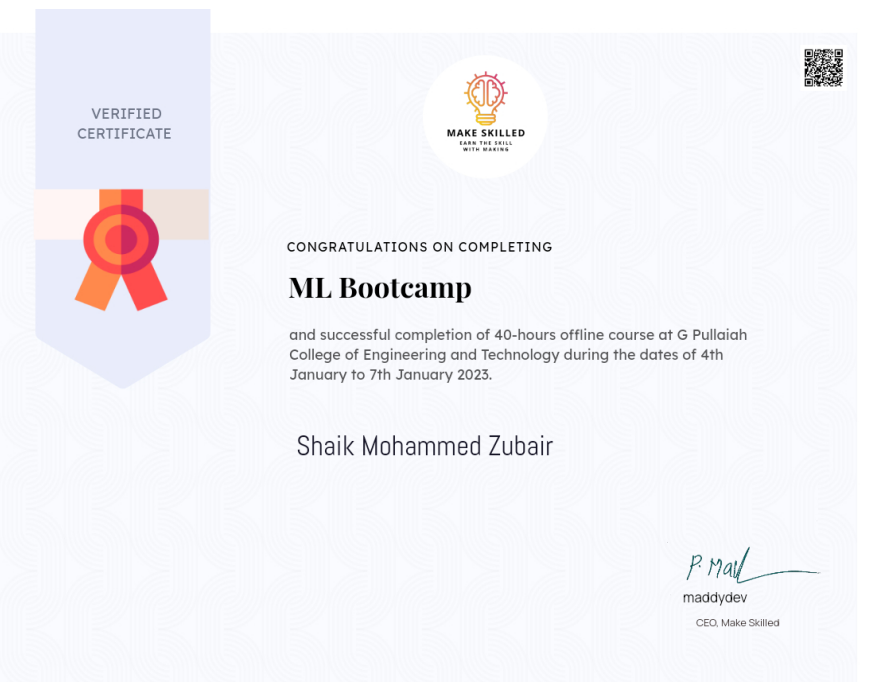 VERIFIED
CERTIFICATE
MAKE SKILLED
EARN THE SKILL
WITH MAKING
CONGRATULATIONS ON COMPLETING
ML Bootcamp
and successful completion of 40-hours offline course at G Pullaiah
College of Engineering and Technology during the dates of 4th
January to 7th January 2023.
Shaik Mohammed Zubair
maddydev
CEO, Make Skilled